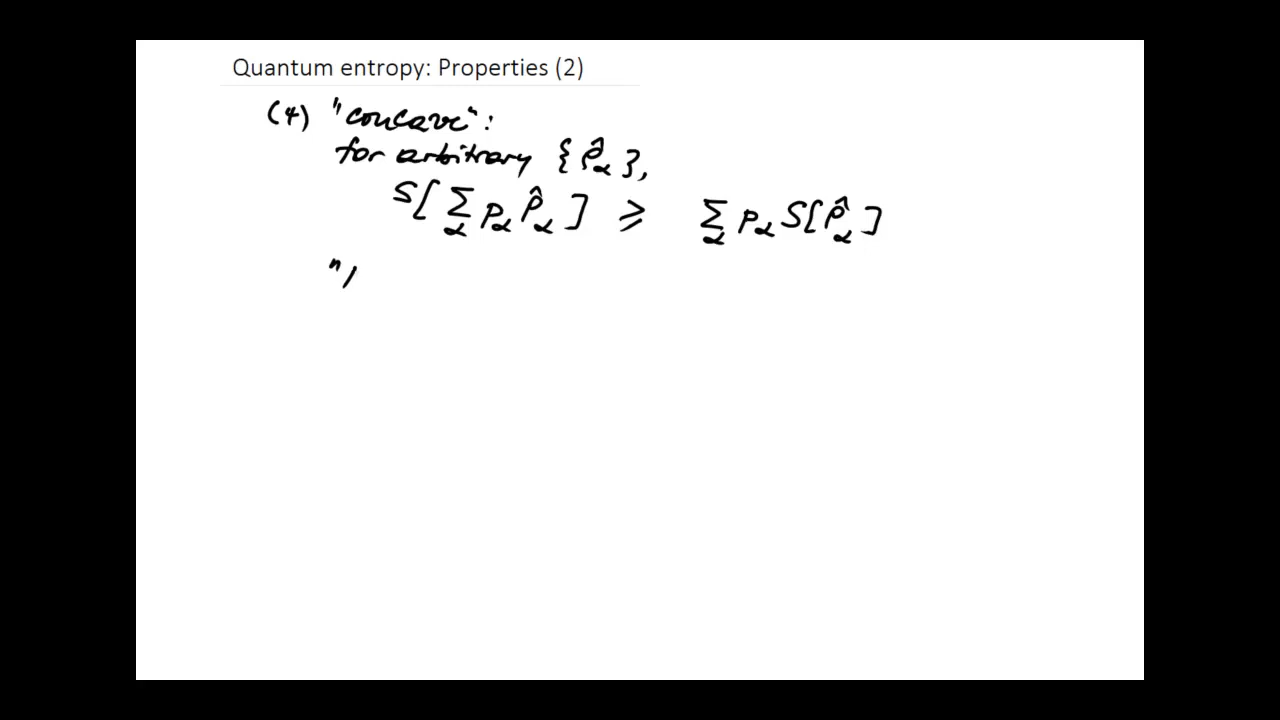 Quantum entropy: Properties (2)
(4) "concave":
for arbitrary {ρ̂_α},
S[∑_α p_α ρ̂_α] ⩾ ∑_α p_α S[ρ̂_α]
"